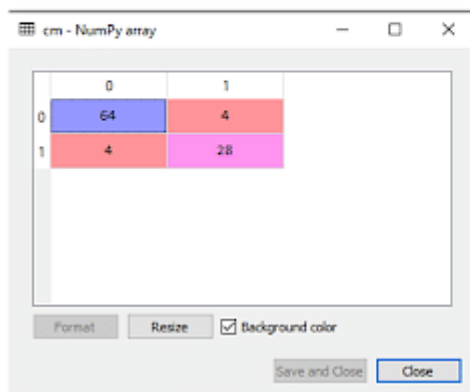 cm - NumPy array
0 1
0 64 4
1 4 28
Format Resize Background color
Save and Close Close